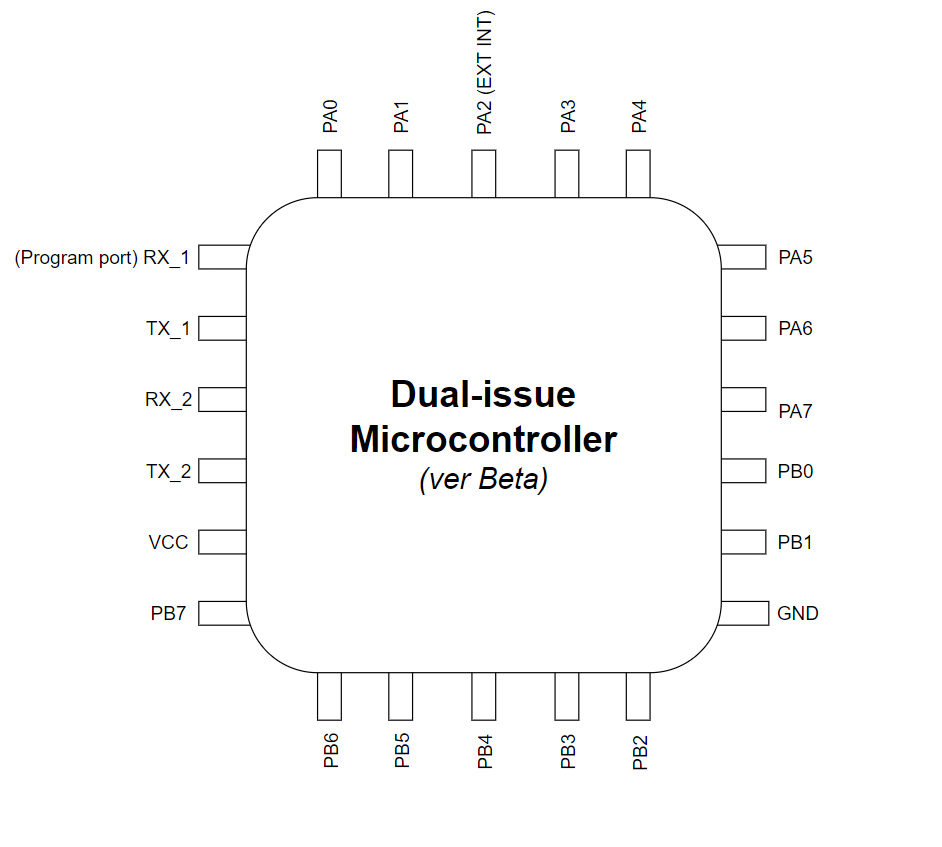 PA0
PA1
PA2 (EXT INT)
PA3
PA4
(Program port) RX_1
PA5
TX_1
PA6
RX_2
PA7
Dual-issue
Microcontroller
(ver Beta)
TX_2
PB0
VCC
PB1
PB7
GND
PB6
PB5
PB4
PB3
PB2